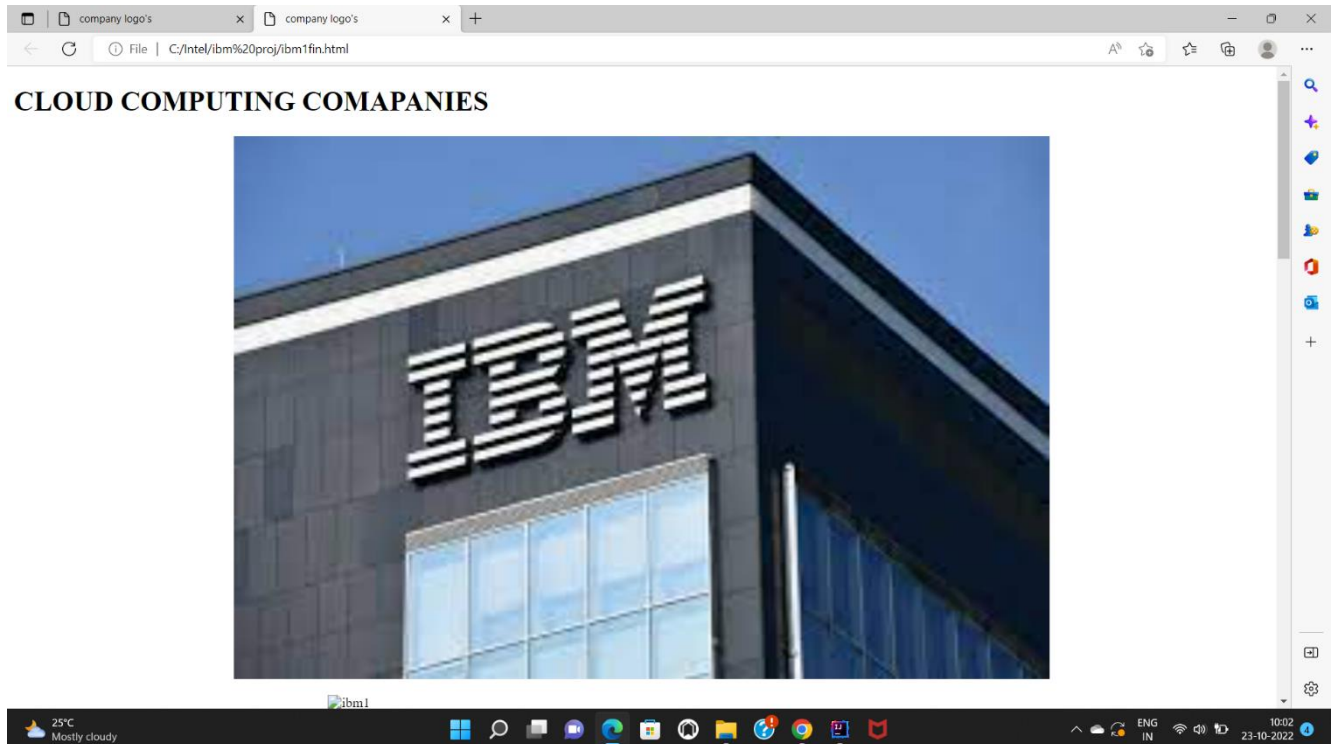 company logo's
company logo's
File | C:/Intel/ibm%20proj/ibm1fin.html
CLOUD COMPUTING COMAPANIES
IBM
ibm1
25°C
Mostly cloudy
ENG
IN
10:02
23-10-2022
4